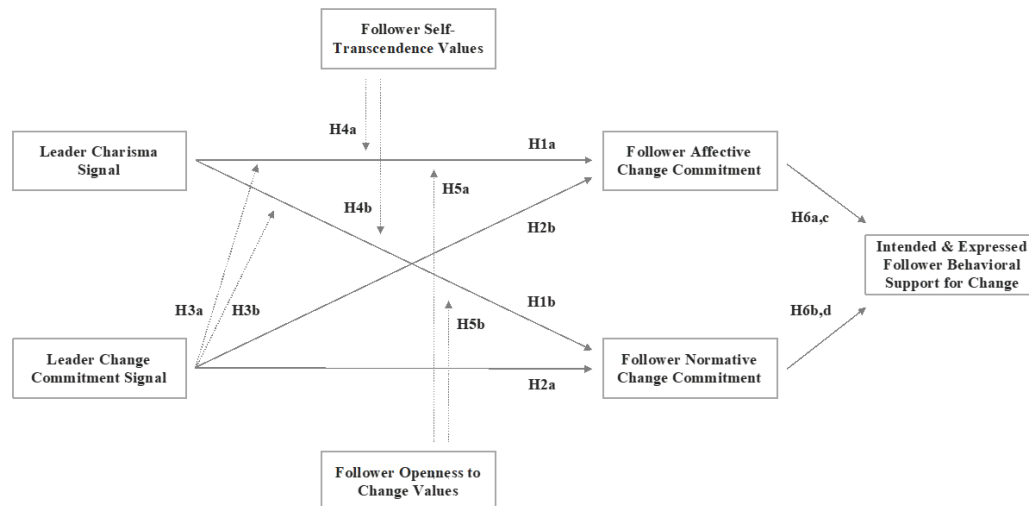 Follower Self-
Transcendence Values
H4a
Leader Charisma
Signal
H1a
Follower Affective
Change Commitment
H5a
H4b
H2b
H6a,c
Intended & Expressed
Follower Behavioral
Support for Change
H3a
H3b
H1b
H5b
H6b,d
Leader Change
Commitment Signal
Follower Normative
Change Commitment
H2a
Follower Openness to
Change Values